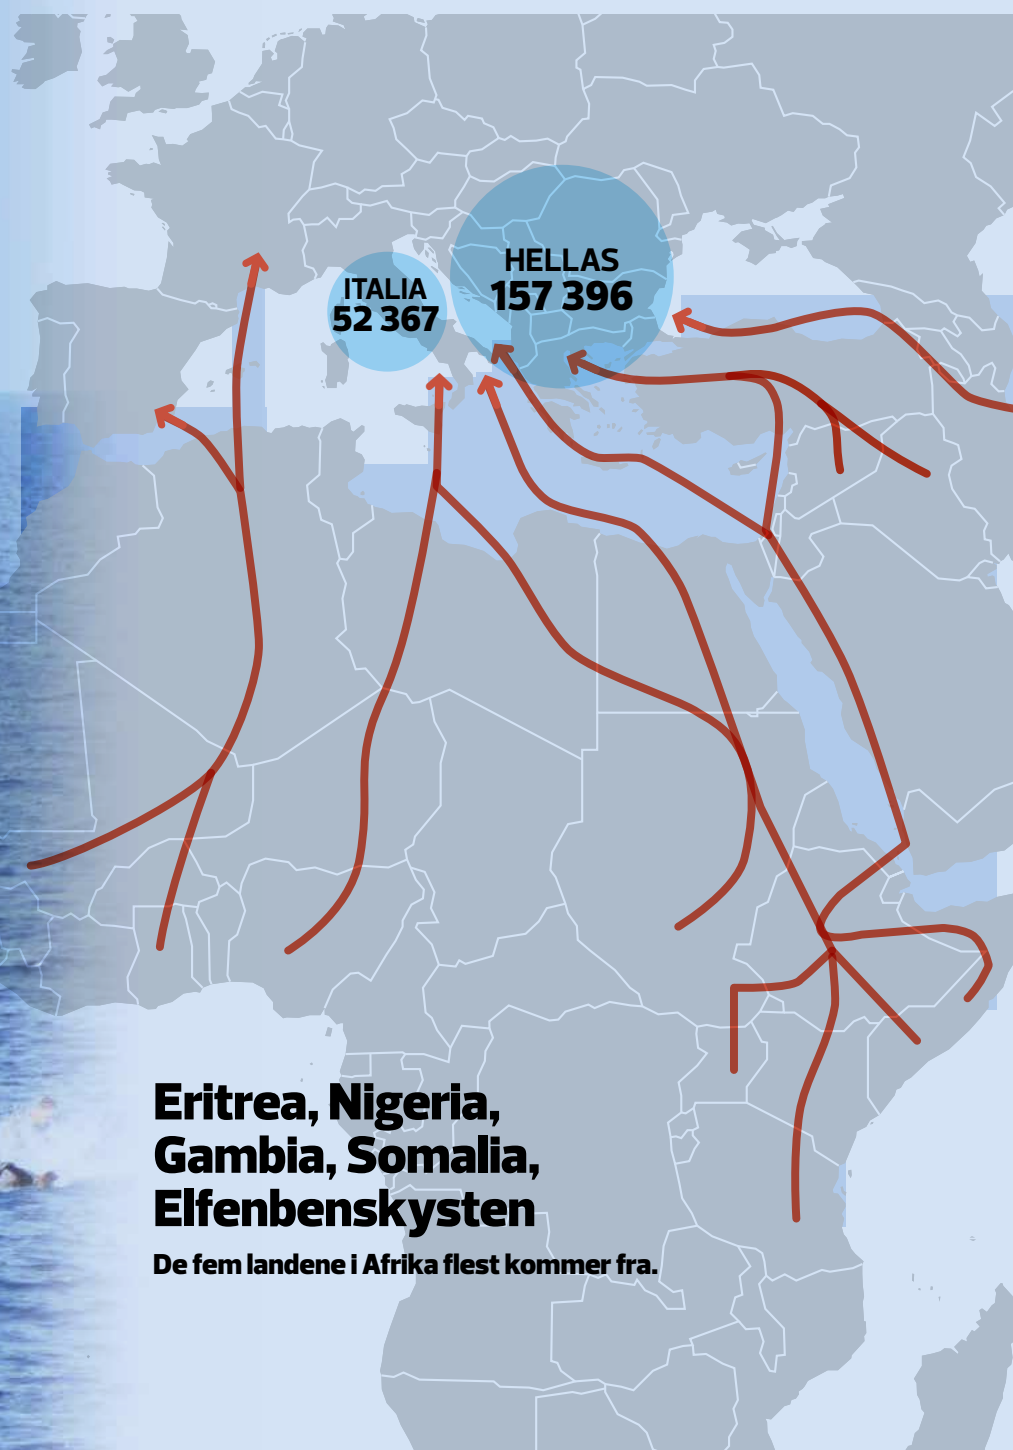 HELLAS
157 396
ITALIA
52 367
Eritrea, Nigeria,
Gambia, Somalia,
Elfenbenskysten
De fem landene i Afrika flest kommer fra.